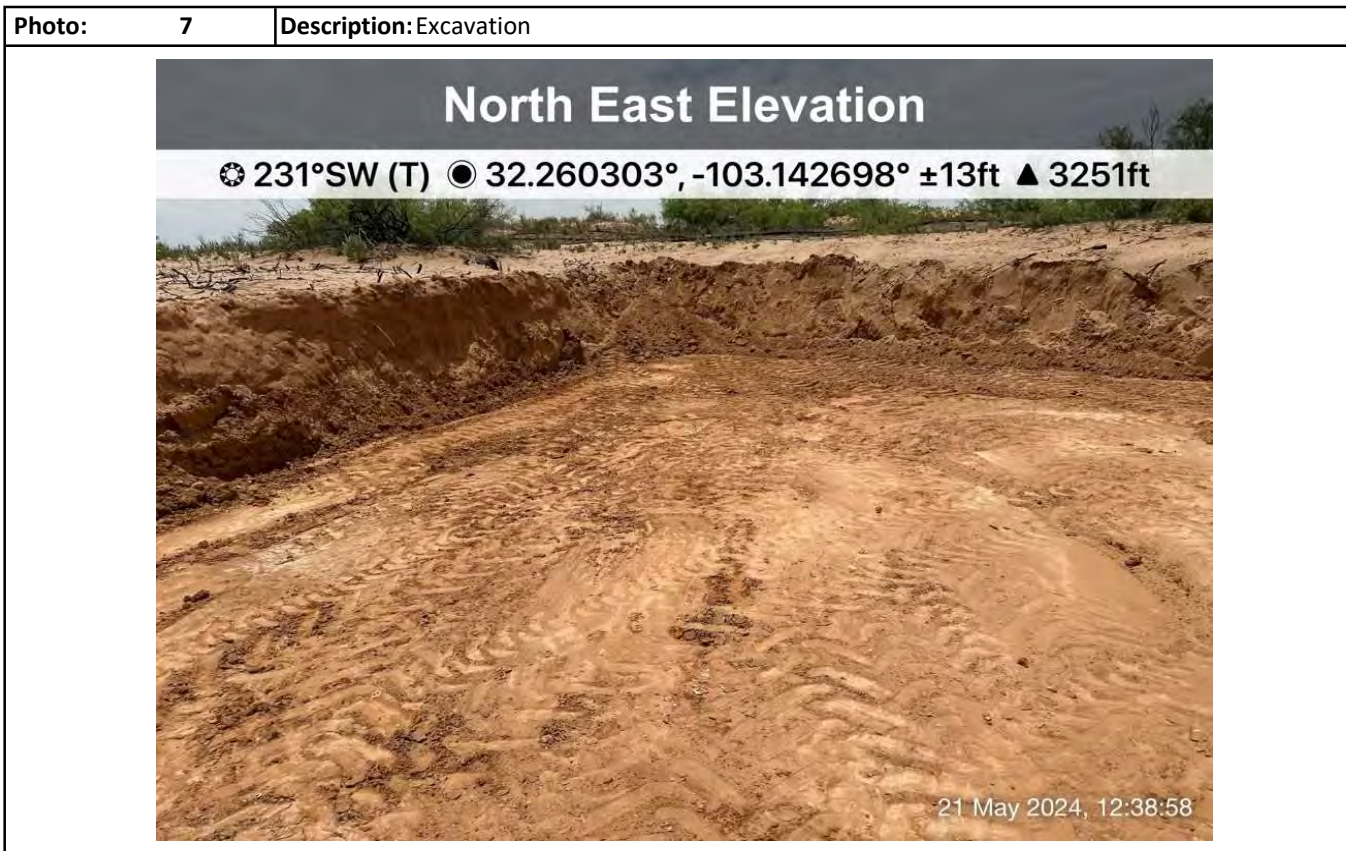 Photo: 7 Description: Excavation
North East Elevation
231°SW (T) 32.260303°, -103.142698° ±13ft ▲ 3251ft
21 May 2024, 12:38:58